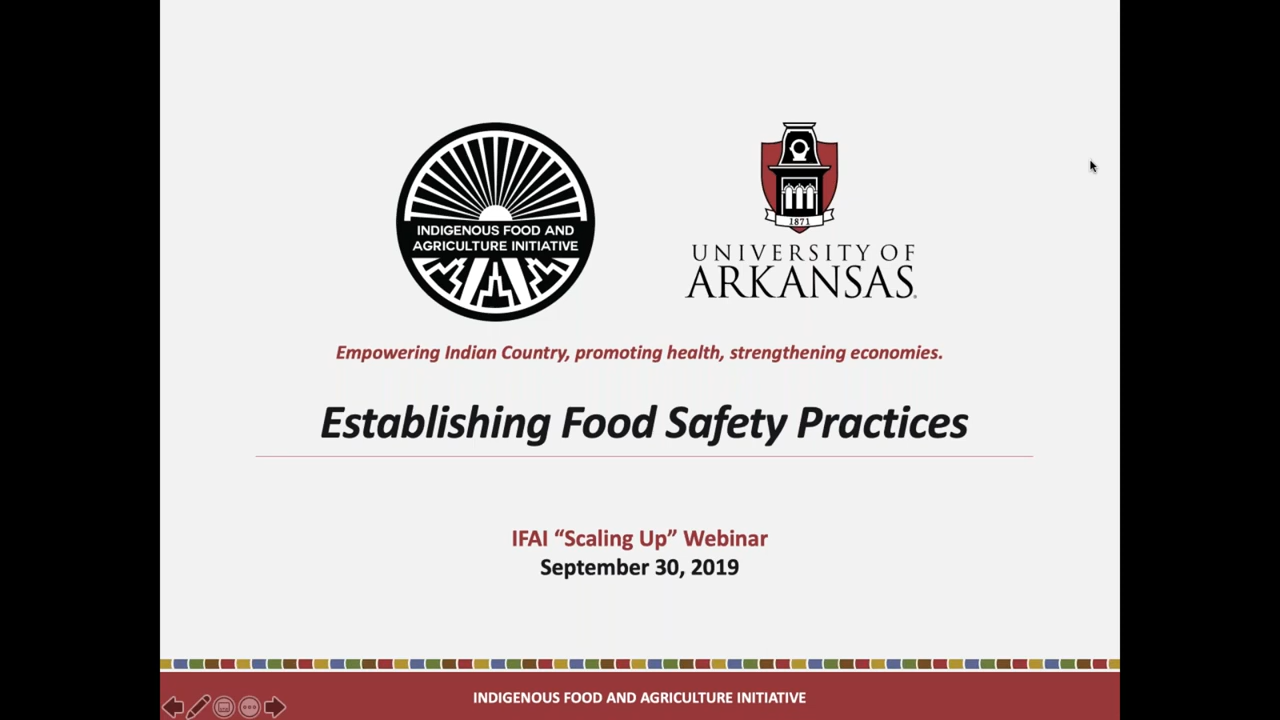 INDIGENOUS FOOD AND
AGRICULTURE INITIATIVE
1871
UNIVERSITY OF
ARKANSAS
Empowering Indian Country, promoting health, strengthening economies.
Establishing Food Safety Practices
IFAI “Scaling Up” Webinar
September 30, 2019
INDIGENOUS FOOD AND AGRICULTURE INITIATIVE